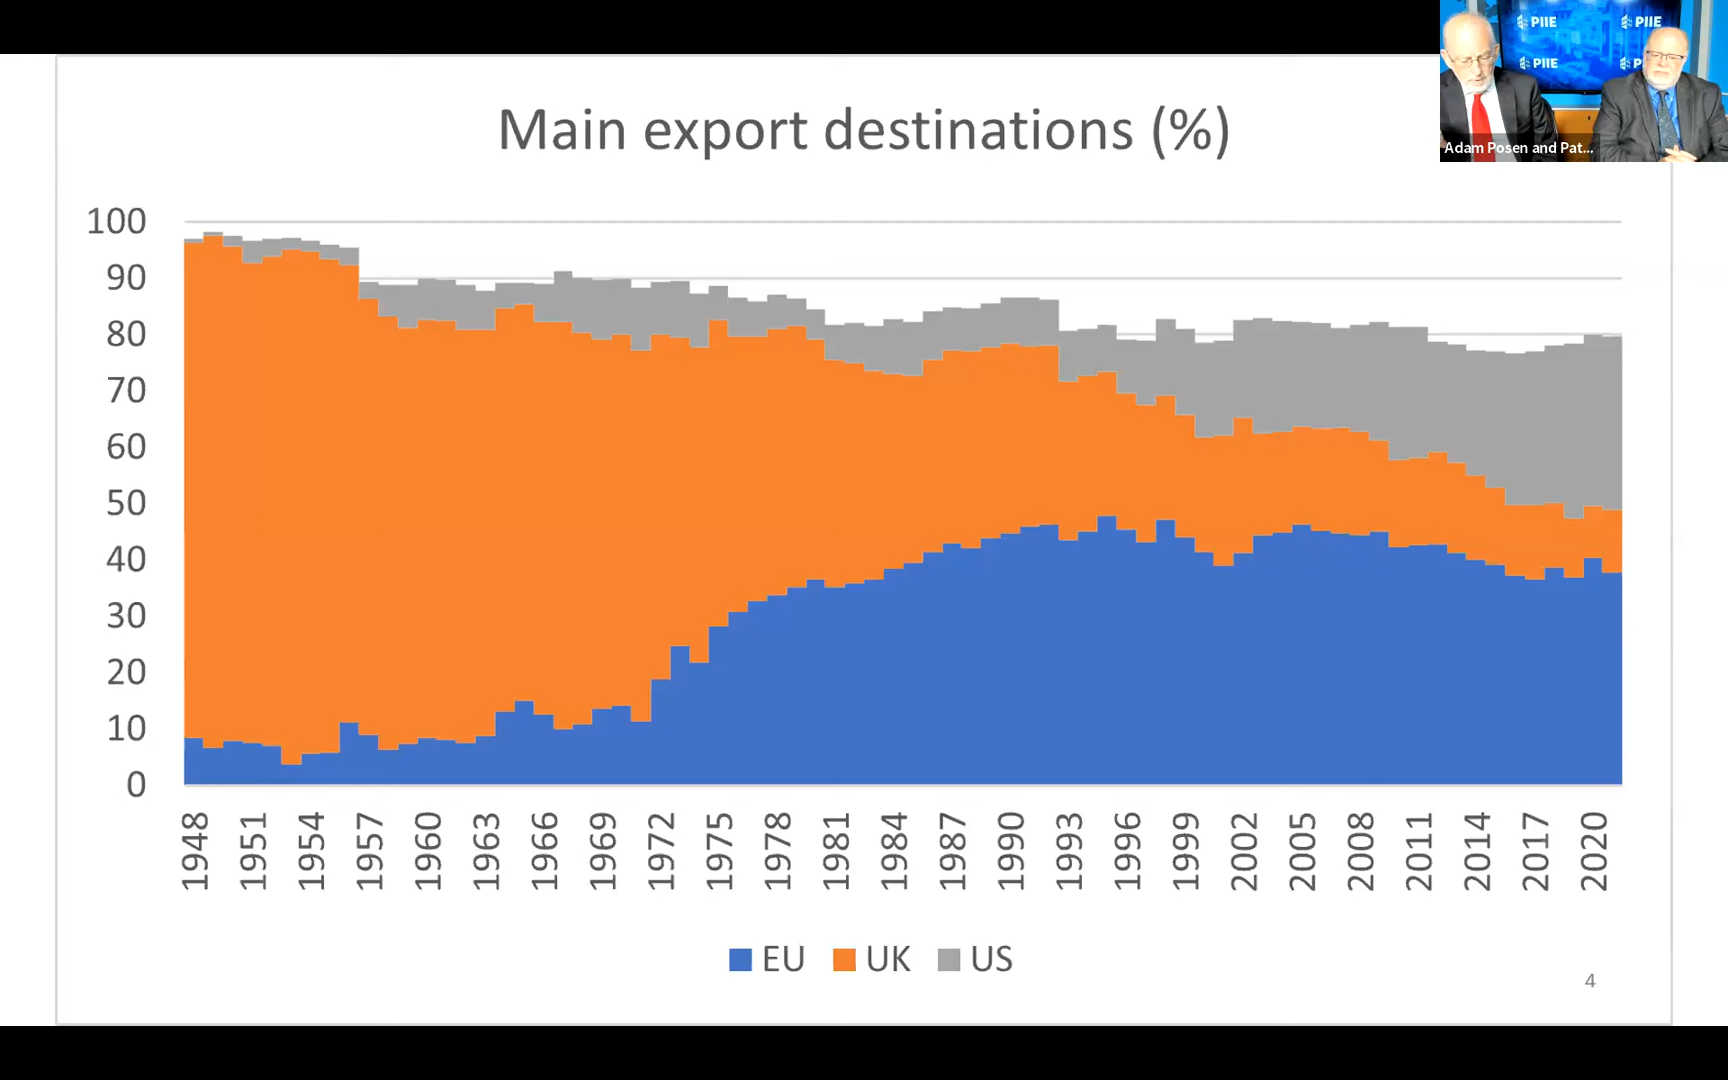 PIIE PIIE
PIIE P
Adam Posen and Pat...
Main export destinations (%)
100
90
80
70
60
50
40
30
20
10
0
1948 1951 1954 1957 1960 1963 1966 1969 1972 1975 1978 1981 1984 1987 1990 1993 1996 1999 2002 2005 2008 2011 2014 2017 2020
EU UK US
4